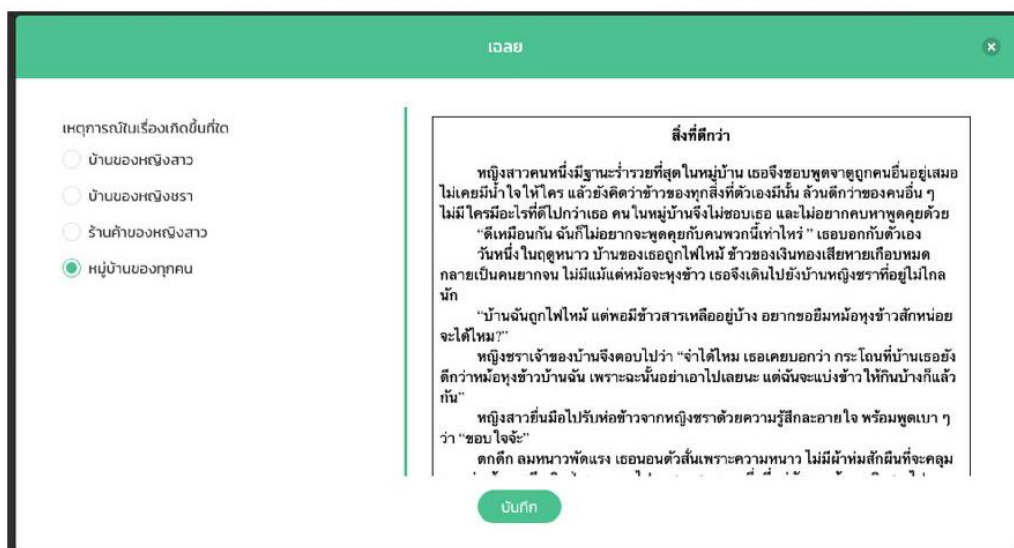 เฉลย
เหตุการณ์ในเรื่องเกิดขึ้นที่ใด
บ้านของหญิงสาว
บ้านของหญิงชรา
ร้านค้าของหญิงสาว
หมู่บ้านของทุกคน
สิ่งที่ดีกว่า
หญิงสาวคนหนึ่งมีฐานะร่ำรวยที่สุดในหมู่บ้าน เธอจึงชอบพูดจาดูถูกคนอื่นอยู่เสมอ
ไม่เคยมีน้ำใจให้ใคร แล้วยังคิดว่าข้าวของทุกสิ่งที่ตัวเองมีนั้น ล้วนดีกว่าของคนอื่น ๆ
ไม่มีใครมีอะไรที่ดีไปกว่าเธอ คนในหมู่บ้านจึงไม่ชอบเธอ และไม่อยากคบหาพูดคุยด้วย
“ดีเหมือนกัน ฉันก็ไม่อยากจะพูดคุยกับคนพวกนี้เท่าไหร่ ” เธอบอกกับตัวเอง
วันหนึ่งในฤดูหนาว บ้านของเธอถูกไฟไหม้ ข้าวของเงินทองเสียหายเกือบหมด
กลายเป็นคนยากจน ไม่มีแม้แต่หม้อจะหุงข้าว เธอจึงเดินไปยังบ้านหญิงชราที่อยู่ไม่ไกล
นัก
“บ้านฉันถูกไฟไหม้ แต่พอมีข้าวสารเหลืออยู่บ้าง อยากขอยืมหม้อหุงข้าวสักหน่อย
จะได้ไหม?”
หญิงชราเจ้าของบ้านจึงตอบไปว่า “จำได้ไหม เธอเคยบอกว่า กระโถนที่บ้านเธอยัง
ดีกว่าหม้อหุงข้าวบ้านฉัน เพราะฉะนั้นอย่าเอาไปเลยนะ แต่ฉันจะแบ่งข้าวให้กินบ้างก็แล้ว
กัน”
หญิงสาวยื่นมือไปรับห่อข้าวจากหญิงชราด้วยความรู้สึกละอายใจ พร้อมพูดเบา ๆ
ว่า “ขอบใจจ้ะ”
ตกดึก ลมหนาวพัดแรง เธอนอนตัวสั่นเพราะความหนาว ไม่มีผ้าห่มสักผืนที่จะคลุม
บันทึก